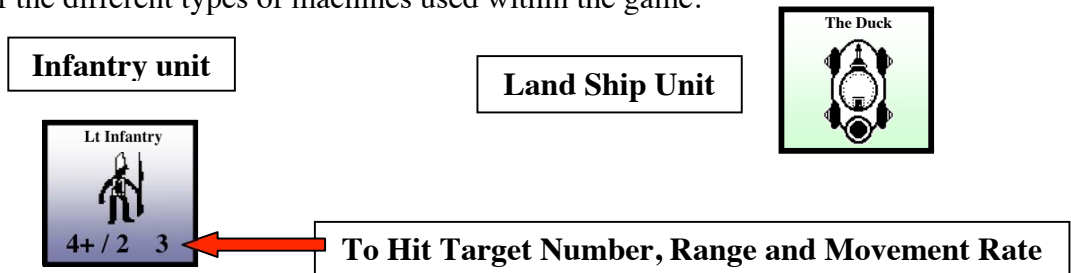 of the different types of machines used within the game.
The Duck
Infantry unit
Land Ship Unit
Lt Infantry
4+ / 2 3
To Hit Target Number, Range and Movement Rate